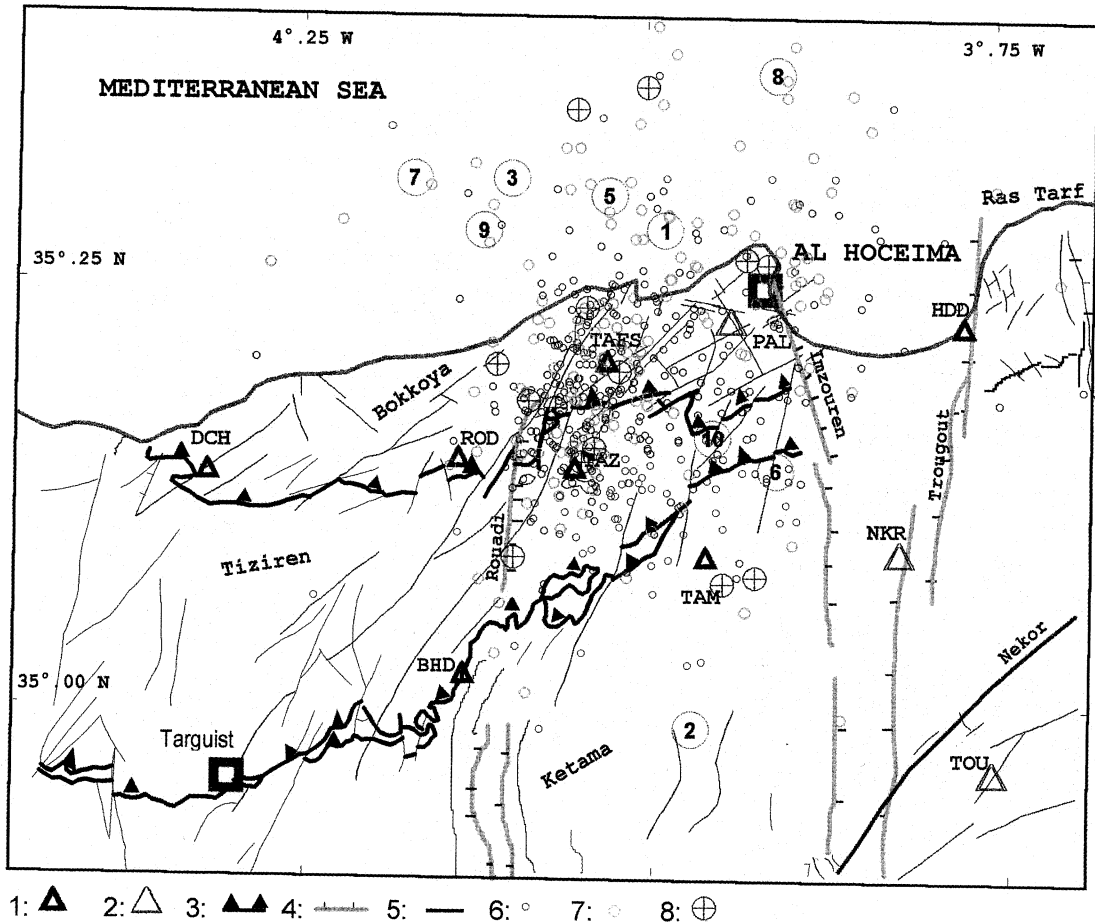 4°.25 W
3°.75 W
MEDITERRANEAN SEA
8
7
3
5
9
1
Ras Tarf
35°.25 N
AL HOCEIMA
HDD
TAFS
PAL
Imzouren
Bokkoya
DCH
ROD
10
6
Trougout
Rouadi
NKR
Tiziren
TAM
BHD
Nekor
35°.00 N
Targuist
2
Ketama
TOU
1: 2: 3: 4: 5: 6: 7: 8: